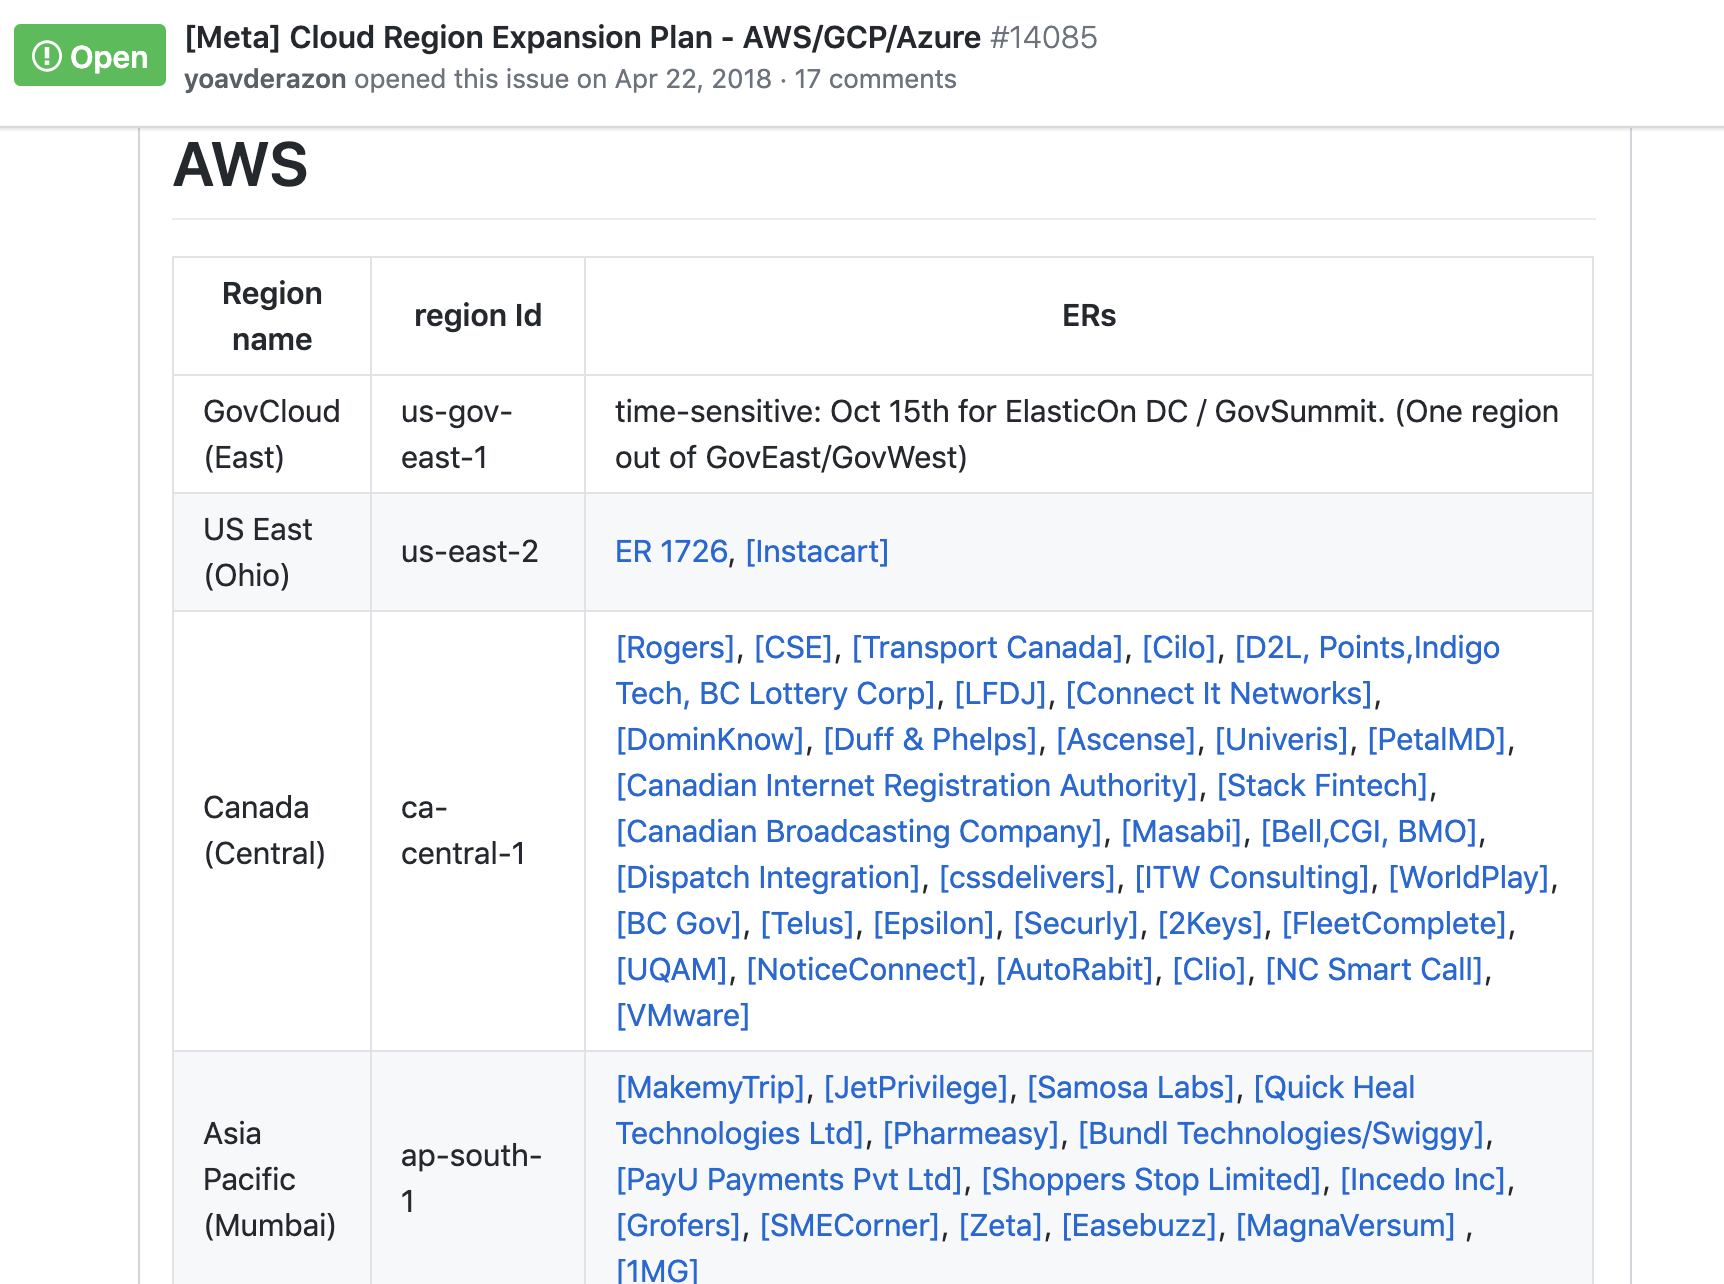 Open
[Meta] Cloud Region Expansion Plan - AWS/GCP/Azure #14085
yoavderazon opened this issue on Apr 22, 2018 · 17 comments
AWS
Region name
region Id
ERs
GovCloud (East)
us-gov-east-1
time-sensitive: Oct 15th for ElasticOn DC / GovSummit. (One region
out of GovEast/GovWest)
US East (Ohio)
us-east-2
ER 1726, [Instacart]
Canada (Central)
ca-central-1
[Rogers], [CSE], [Transport Canada], [Cilo], [D2L, Points,Indigo
Tech, BC Lottery Corp], [LFDJ], [Connect It Networks],
[DominKnow], [Duff & Phelps], [Ascense], [Univeris], [PetalMD],
[Canadian Internet Registration Authority], [Stack Fintech],
[Canadian Broadcasting Company], [Masabi], [Bell,CGI, BMO],
[Dispatch Integration], [cssdelivers], [ITW Consulting], [WorldPlay],
[BC Gov], [Telus], [Epsilon], [Securly], [2Keys], [FleetComplete],
[UQAM], [NoticeConnect], [AutoRabit], [Clio], [NC Smart Call],
[VMware]
Asia Pacific (Mumbai)
ap-south-1
[MakemyTrip], [JetPrivilege], [Samosa Labs], [Quick Heal
Technologies Ltd], [Pharmeasy], [Bundl Technologies/Swiggy],
[PayU Payments Pvt Ltd], [Shoppers Stop Limited], [Incedo Inc],
[Grofers], [SMECorner], [Zeta], [Easebuzz], [MagnaVersum] ,
[1MG]